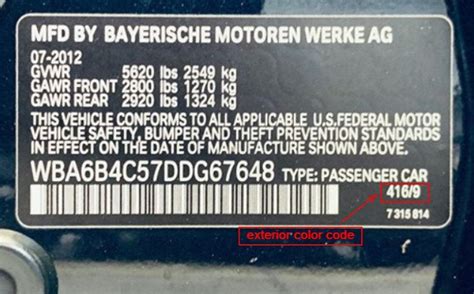 MFD BY BAYERISCHE MOTOREN WERKE AG
07-2012
GVWR 5620 lbs 2549 kg
GAWR FRONT 2800 lbs 1270 kg
GAWR REAR 2920 lbs 1324 kg
THIS VEHICLE CONFORMS TO ALL APPLICABLE U.S.FEDERAL MOTOR
VEHICLE SAFETY, BUMPER, AND THEFT PREVENTION STANDARDS
IN EFFECT ON THE DATE OF MANUFACTURE SHOWN ABOVE.
WBA6B4C57DDG67648 TYPE: PASSENGER CAR
416/9
7 315 814
exterior color code